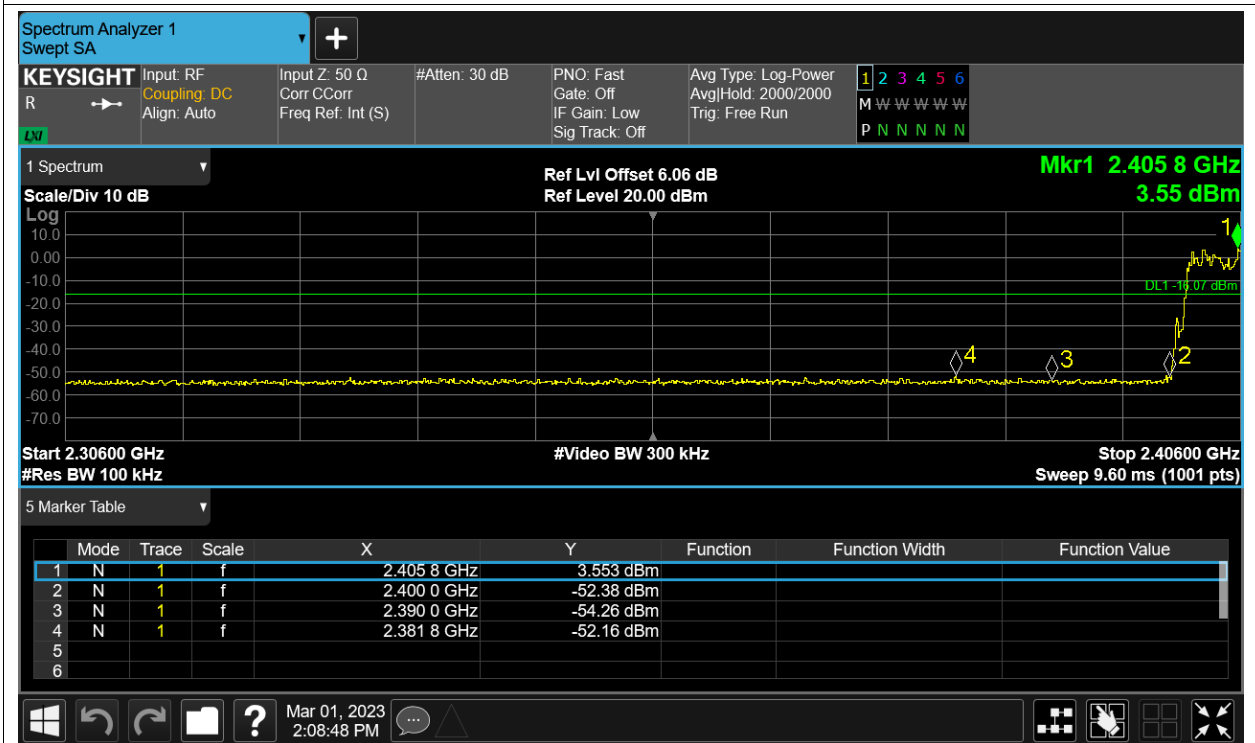 Spectrum Analyzer 1
Swept SA
KEYSIGHT Input: RF Input Z: 50 Ω #Atten: 30 dB PNO: Fast Avg Type: Log-Power 1 2 3 4 5 6
R Coupling: DC Corr CCorr Gate: Off Avg|Hold: 2000/2000 M W W W W W
Align: Auto Freq Ref: Int (S) IF Gain: Low Trig: Free Run
LXI Sig Track: Off P N N N N N
1 Spectrum Ref Lvl Offset 6.06 dB Mkr1 2.405 8 GHz
Scale/Div 10 dB Ref Level 20.00 dBm 3.55 dBm
Log
1
10.0
0.00
-10.0
DL1 -16.07 dBm
-20.0
-30.0
-40.0
4 3 2
-50.0
-60.0
-70.0
Start 2.30600 GHz #Video BW 300 kHz Stop 2.40600 GHz
#Res BW 100 kHz Sweep 9.60 ms (1001 pts)
5 Marker Table
Mode Trace Scale X Y Function Function Width Function Value
1 N 1 f 2.405 8 GHz 3.553 dBm
2 N 1 f 2.400 0 GHz -52.38 dBm
3 N 1 f 2.390 0 GHz -54.26 dBm
4 N 1 f 2.381 8 GHz -52.16 dBm
5
6
? Mar 01, 2023
2:08:48 PM